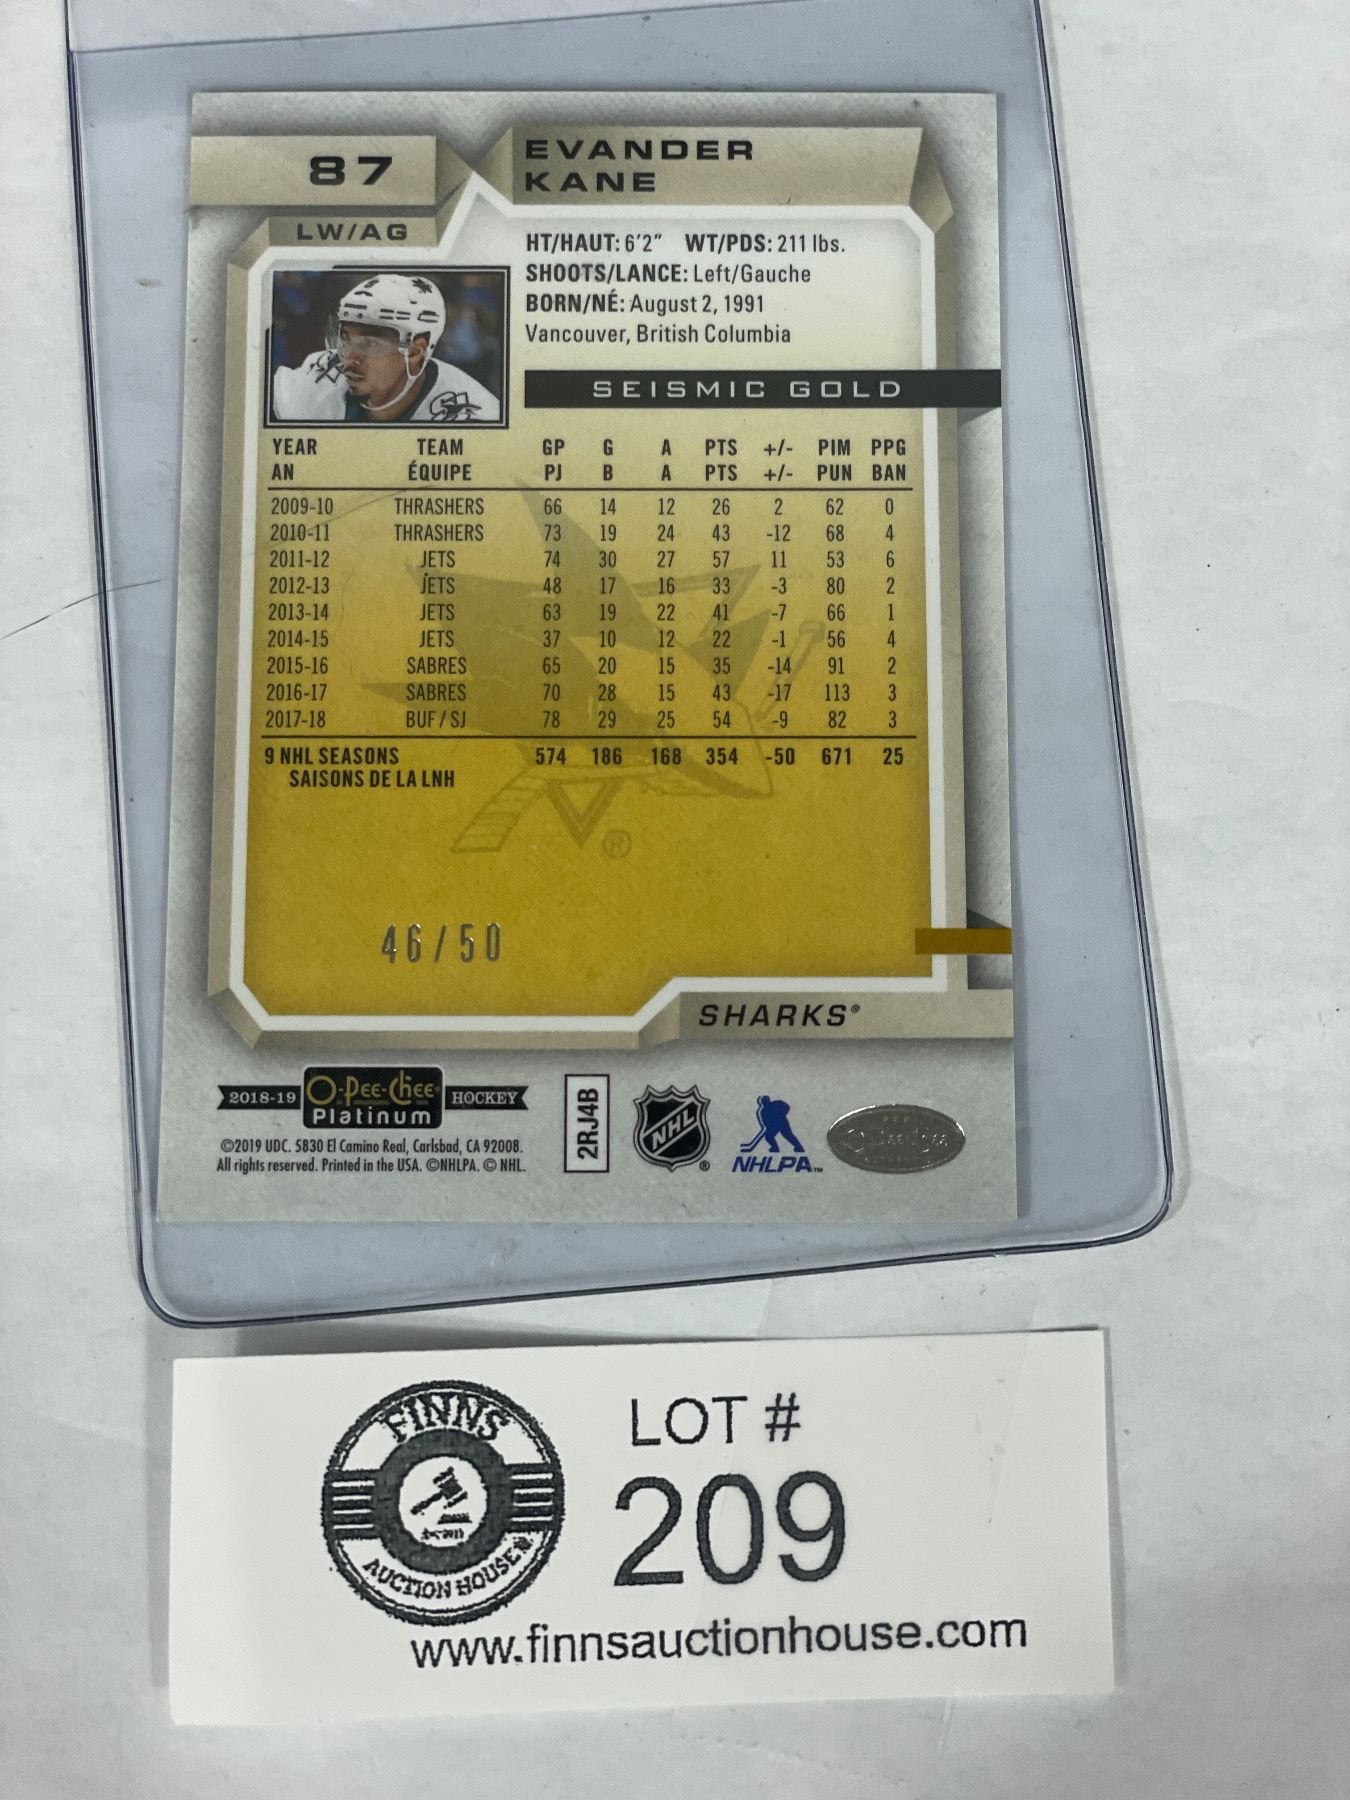 87
EVANDER
KANE
LW/AG
HT/HAUT: 6'2" WT/PDS: 211 lbs.
SHOOTS/LANCE: Left/Gauche
BORN/NÉ: August 2, 1991
Vancouver, British Columbia
SEISMIC GOLD
YEAR TEAM GP G A PTS +/- PIM PPG
AN ÉQUIPE PJ B A PTS +/- PUN BAN
2009-10 THRASHERS 66 14 12 26 2 62 0
2010-11 THRASHERS 73 19 24 43 -12 68 4
2011-12 JETS 74 30 27 57 11 53 6
2012-13 JETS 48 17 16 33 -3 80 2
2013-14 JETS 63 19 22 41 -7 66 1
2014-15 JETS 37 10 12 22 -1 56 4
2015-16 SABRES 65 20 15 35 -14 91 2
2016-17 SABRES 70 28 15 43 -17 113 3
2017-18 BUF / SJ 78 29 25 54 -9 82 3
9 NHL SEASONS 574 186 168 354 -50 671 25
SAISONS DE LA LNH
®
46/50
SHARKS®
2018-19 O-Pee-Chee Platinum HOCKEY
©2019 UDC. 5830 El Camino Real, Carlsbad, CA 92008.
All rights reserved. Printed in the USA. ©NHLPA. © NHL.
2RJ4B
NHL ®
NHLPA™
O-Pee-Chee
FINNS
AUCTION HOUSE
LOT #
209
www.finnsauctionhouse.com